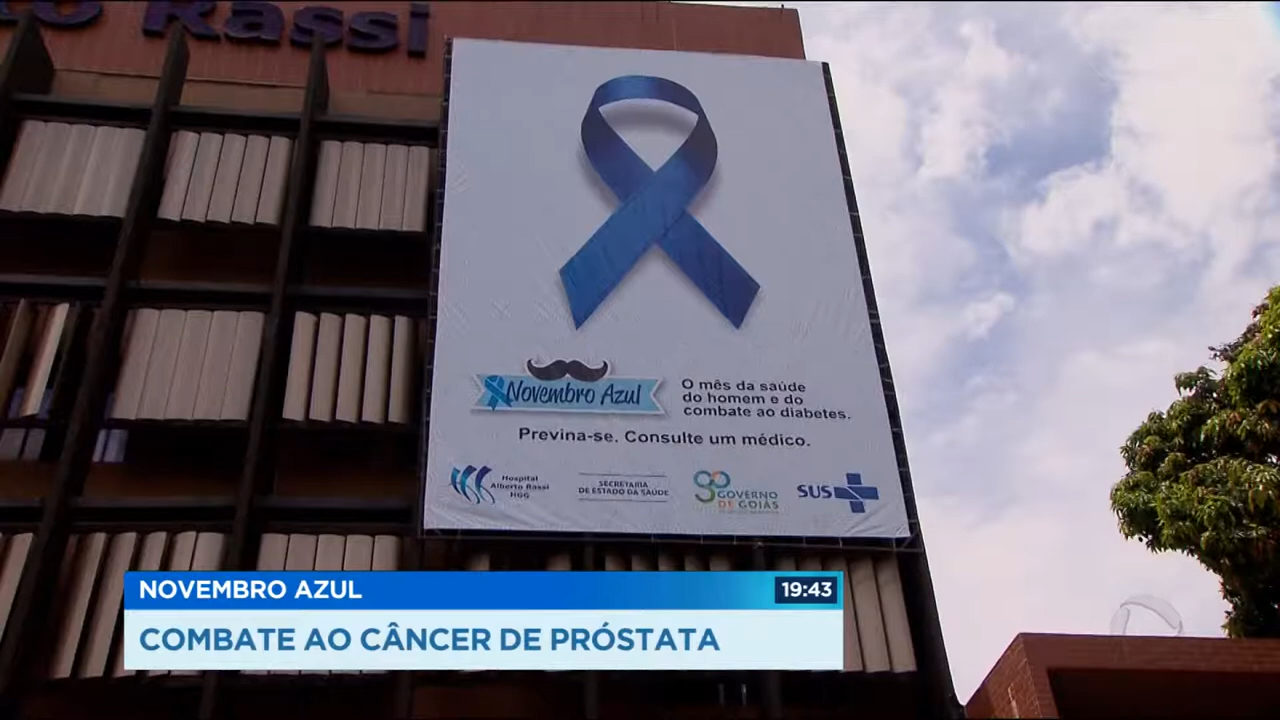 to Rassi
Novembro Azul
O mês da saúde
do homem e do
combate ao diabetes.
Previna-se. Consulte um médico.
Hospital
Alberto Rassi
HGG
SECRETARIA
DE ESTADO DA SAÚDE
GOVERNO
DE GOIÁS
SUS
NOVEMBRO AZUL
19:43
COMBATE AO CÂNCER DE PRÓSTATA